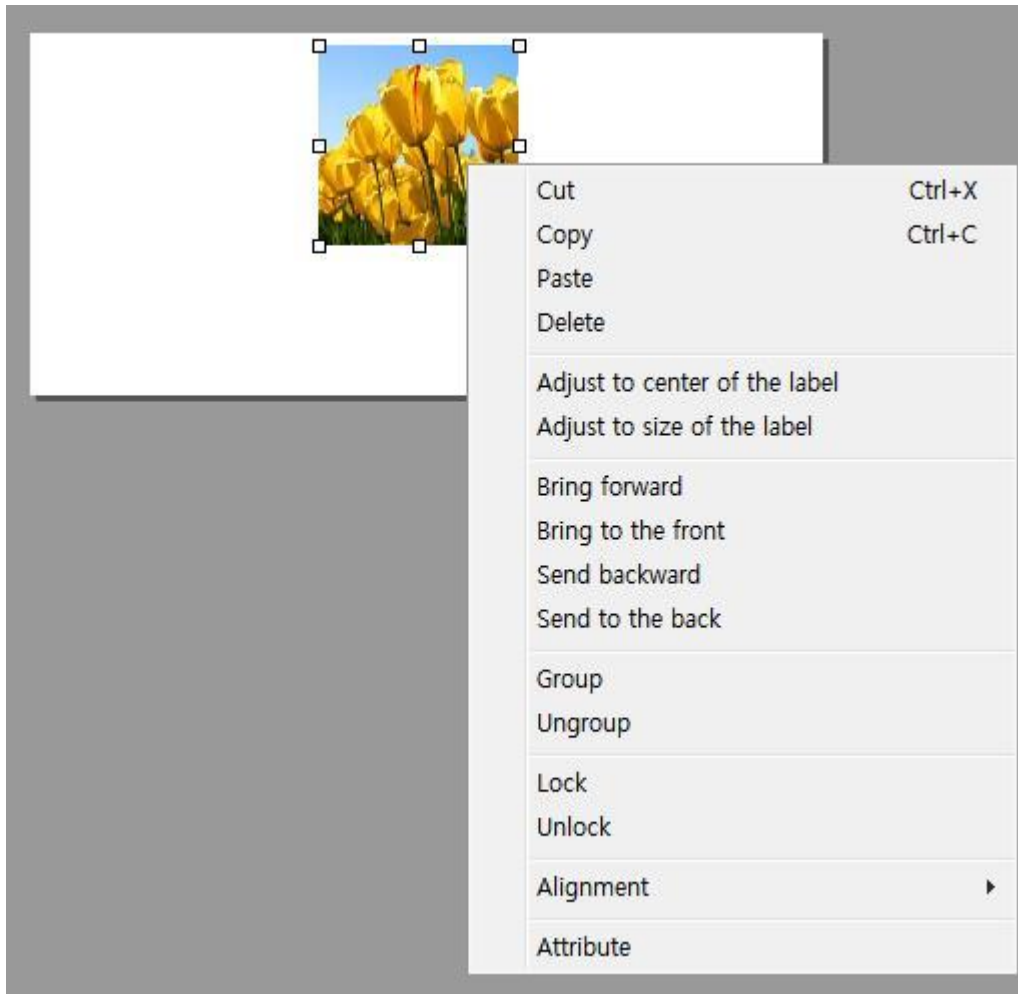 Cut Ctrl+X
Copy Ctrl+C
Paste
Delete
Adjust to center of the label
Adjust to size of the label
Bring forward
Bring to the front
Send backward
Send to the back
Group
Ungroup
Lock
Unlock
Alignment
Attribute